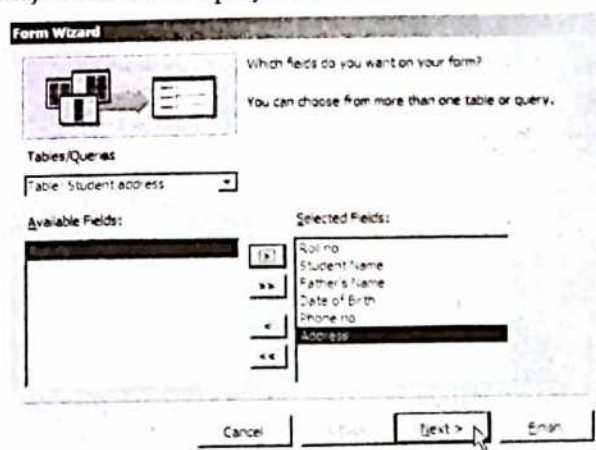 Form Wizard
Which fields do you want on your form?
You can choose from more than one table or query.
Tables/Queries
Table: Student address
Available Fields:
Selected Fields:
Roll no
Student Name
Father's Name
Date of Birth
Phone no
Address
>
>>
<
<<
Cancel
Next >
Finish